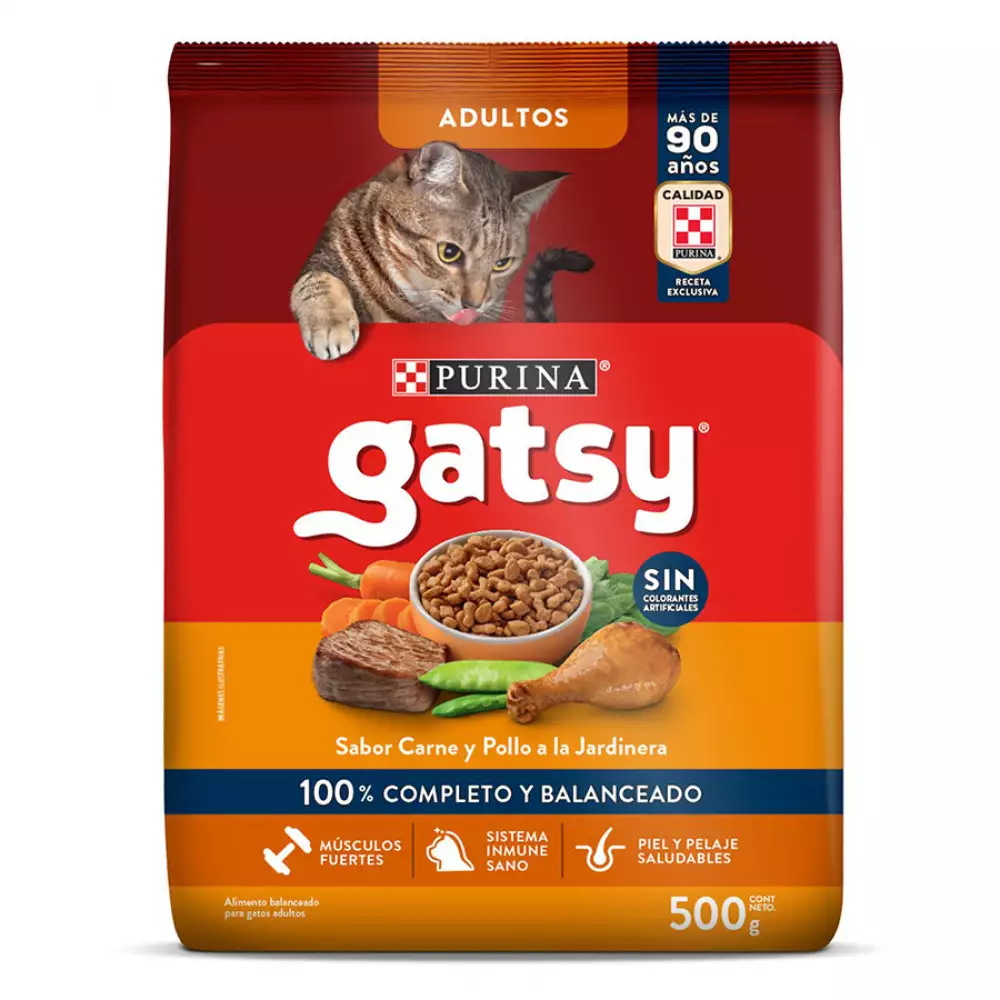 ADULTOS
MÁS DE
90
años
CALIDAD
PURINA
RECETA
EXCLUSIVA
PURINA®
gatsy®
SIN
COLORANTES
ARTIFICIALES
IMÁGENES ILUSTRATIVAS
Sabor Carne y Pollo a la Jardinera
100% COMPLETO Y BALANCEADO
MÚSCULOS
FUERTES
SISTEMA
INMUNE
SANO
PIEL Y PELAJE
SALUDABLES
Alimento balanceado
para gatos adultos
500g
CONT
NETO.